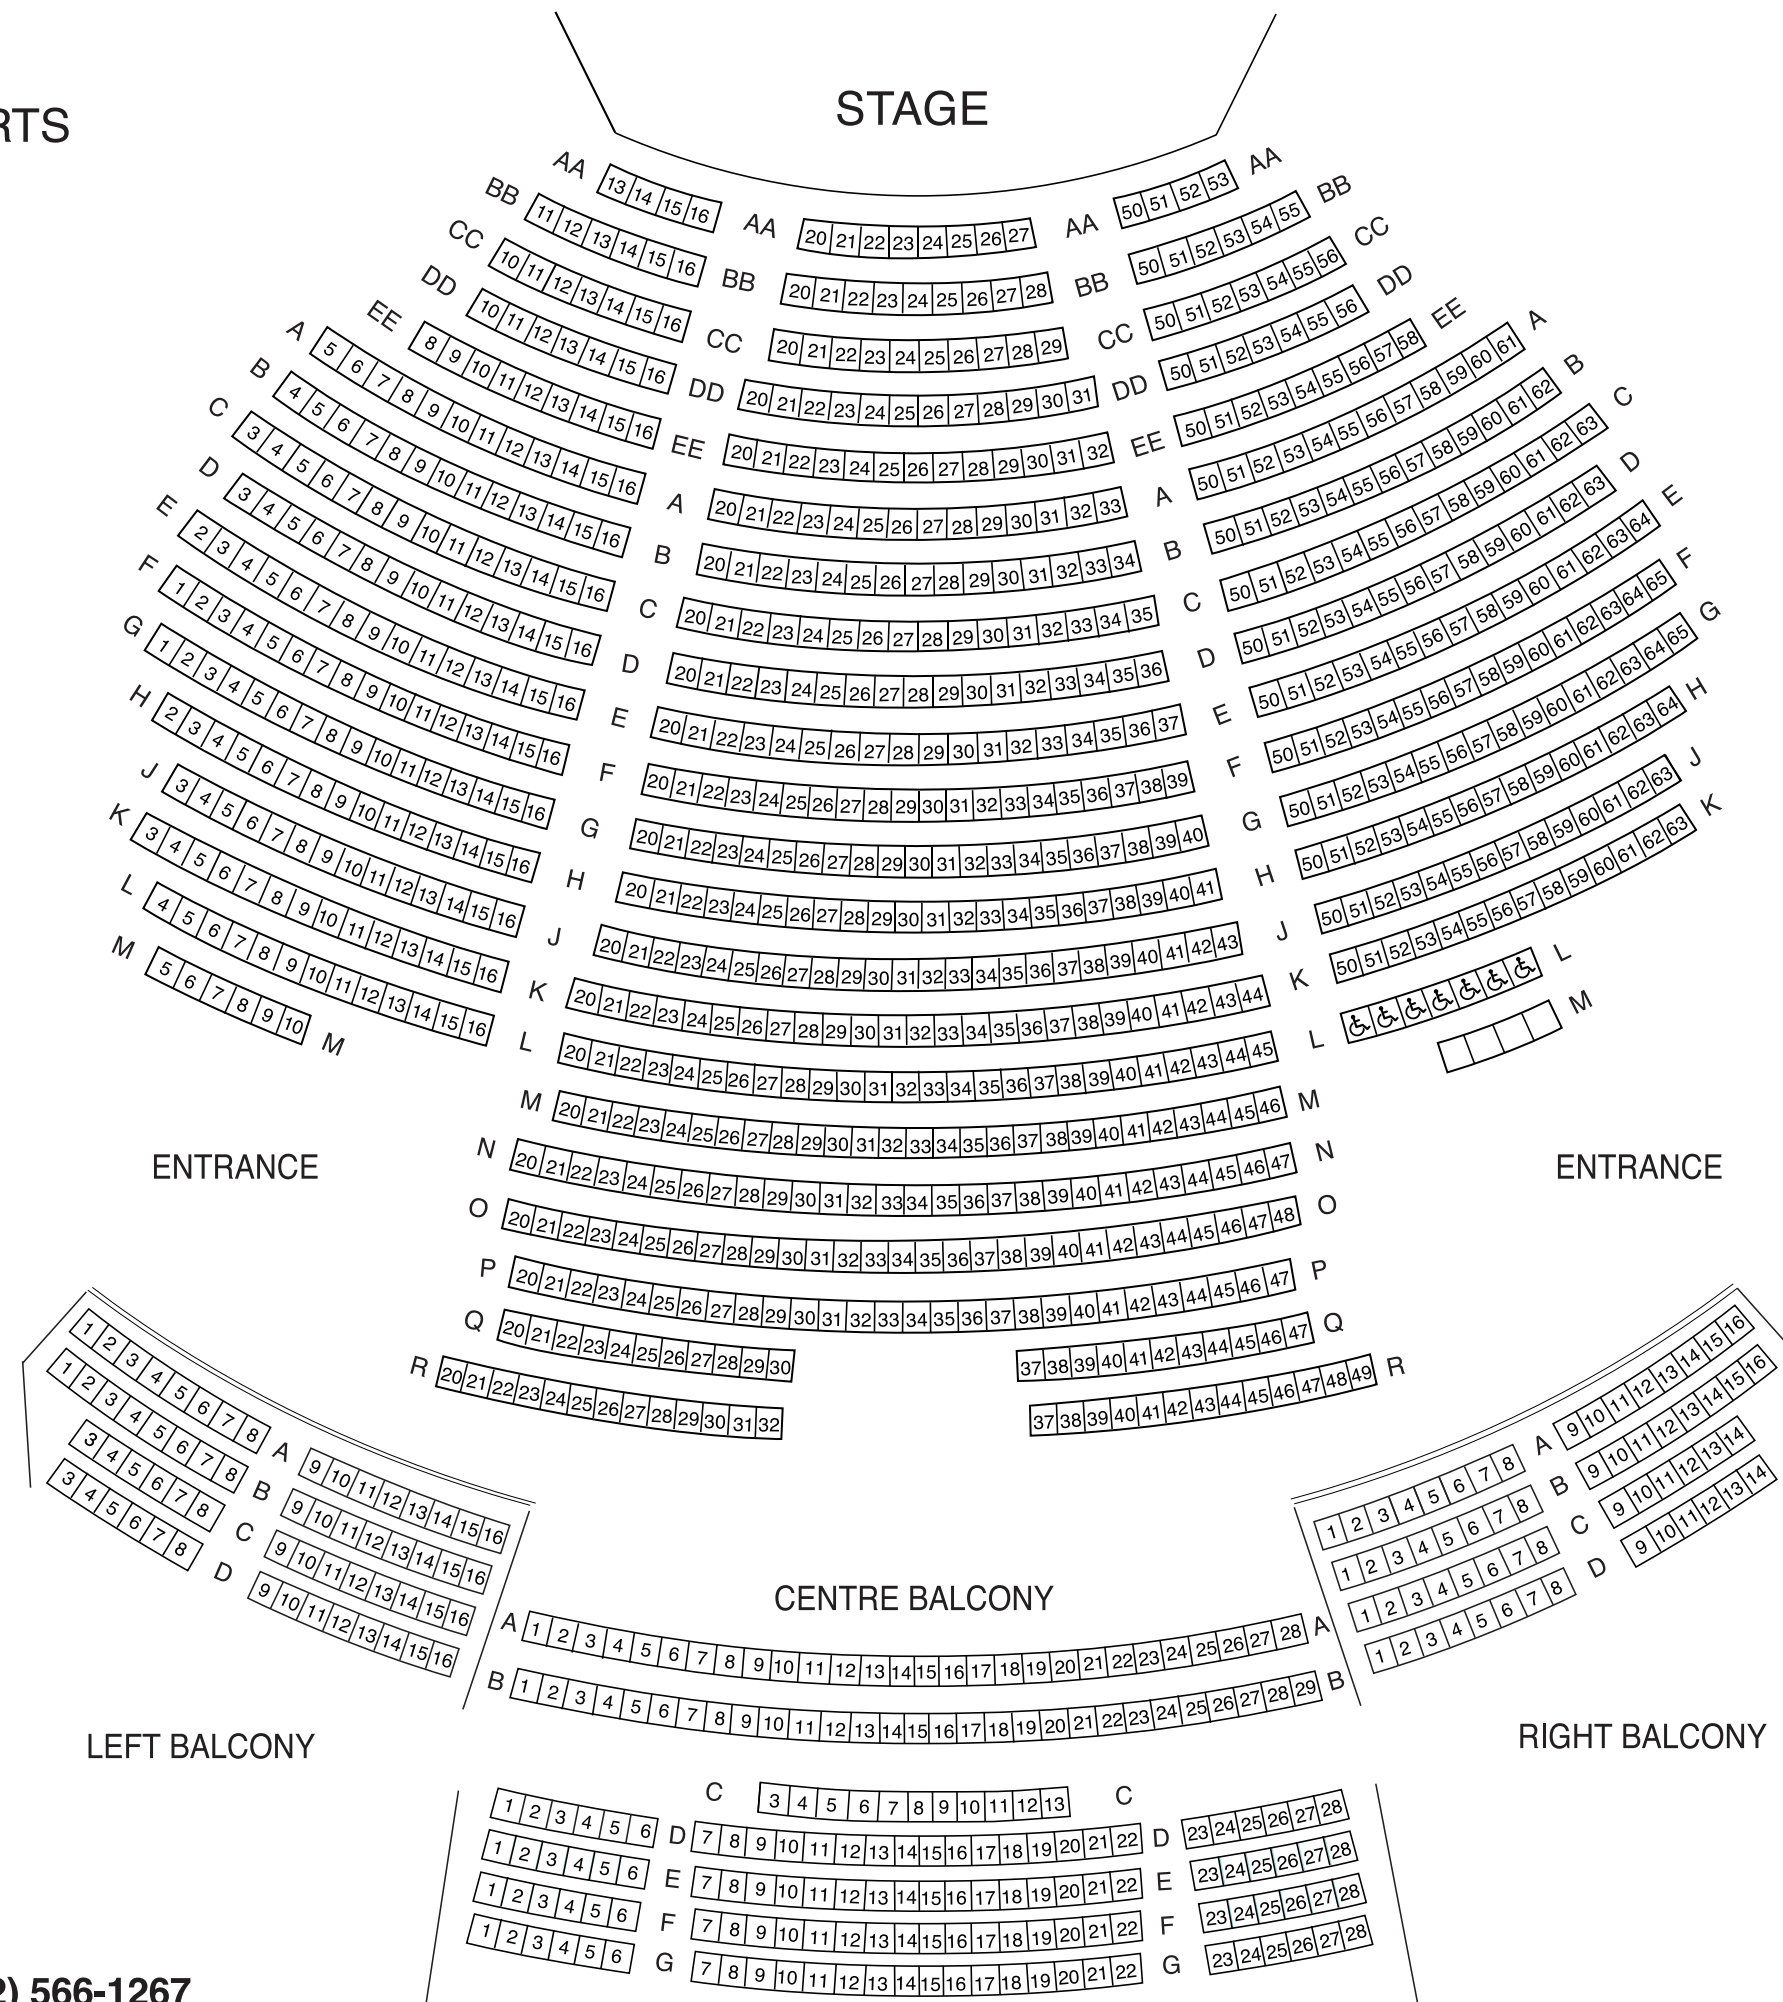 STAGE
RTS
AA 13 14 15 16 AA 20 21 22 23 24 25 26 27 AA 50 51 52 53 AA
BB 11 12 13 14 15 16 BB 20 21 22 23 24 25 26 27 28 BB 50 51 52 53 54 55 BB
CC 10 11 12 13 14 15 16 CC 20 21 22 23 24 25 26 27 28 29 CC 50 51 52 53 54 55 56 CC
DD 10 11 12 13 14 15 16 DD 20 21 22 23 24 25 26 27 28 29 30 31 DD 50 51 52 53 54 55 56 DD
EE 8 9 10 11 12 13 14 15 16 EE 20 21 22 23 24 25 26 27 28 29 30 31 32 EE 50 51 52 53 54 55 56 57 58 EE
A 5 6 7 8 9 10 11 12 13 14 15 16 A 20 21 22 23 24 25 26 27 28 29 30 31 32 33 A 50 51 52 53 54 55 56 57 58 59 60 61 A
B 4 5 6 7 8 9 10 11 12 13 14 15 16 B 20 21 22 23 24 25 26 27 28 29 30 31 32 33 34 B 50 51 52 53 54 55 56 57 58 59 60 61 62 B
C 3 4 5 6 7 8 9 10 11 12 13 14 15 16 C 20 21 22 23 24 25 26 27 28 29 30 31 32 33 34 35 C 50 51 52 53 54 55 56 57 58 59 60 61 62 63 C
D 3 4 5 6 7 8 9 10 11 12 13 14 15 16 D 20 21 22 23 24 25 26 27 28 29 30 31 32 33 34 35 36 D 50 51 52 53 54 55 56 57 58 59 60 61 62 63 D
E 2 3 4 5 6 7 8 9 10 11 12 13 14 15 16 E 20 21 22 23 24 25 26 27 28 29 30 31 32 33 34 35 36 37 E 50 51 52 53 54 55 56 57 58 59 60 61 62 63 64 E
F 1 2 3 4 5 6 7 8 9 10 11 12 13 14 15 16 F 20 21 22 23 24 25 26 27 28 29 30 31 32 33 34 35 36 37 38 39 F 50 51 52 53 54 55 56 57 58 59 60 61 62 63 64 65 F
G 1 2 3 4 5 6 7 8 9 10 11 12 13 14 15 16 G 20 21 22 23 24 25 26 27 28 29 30 31 32 33 34 35 36 37 38 39 40 G 50 51 52 53 54 55 56 57 58 59 60 61 62 63 64 65 G
H 2 3 4 5 6 7 8 9 10 11 12 13 14 15 16 H 20 21 22 23 24 25 26 27 28 29 30 31 32 33 34 35 36 37 38 39 40 41 H 50 51 52 53 54 55 56 57 58 59 60 61 62 63 64 H
J 3 4 5 6 7 8 9 10 11 12 13 14 15 16 J 20 21 22 23 24 25 26 27 28 29 30 31 32 33 34 35 36 37 38 39 40 41 42 43 J 50 51 52 53 54 55 56 57 58 59 60 61 62 63 J
K 3 4 5 6 7 8 9 10 11 12 13 14 15 16 K 20 21 22 23 24 25 26 27 28 29 30 31 32 33 34 35 36 37 38 39 40 41 42 43 44 K 50 51 52 53 54 55 56 57 58 59 60 61 62 63 K
L 4 5 6 7 8 9 10 11 12 13 14 15 16 L 20 21 22 23 24 25 26 27 28 29 30 31 32 33 34 35 36 37 38 39 40 41 42 43 44 45 L L
M 5 6 7 8 9 10 M M 20 21 22 23 24 25 26 27 28 29 30 31 32 33 34 35 36 37 38 39 40 41 42 43 44 45 46 M M
N 20 21 22 23 24 25 26 27 28 29 30 31 32 33 34 35 36 37 38 39 40 41 42 43 44 45 46 47 N
ENTRANCE ENTRANCE
O 20 21 22 23 24 25 26 27 28 29 30 31 32 33 34 35 36 37 38 39 40 41 42 43 44 45 46 47 48 O
P 20 21 22 23 24 25 26 27 28 29 30 31 32 33 34 35 36 37 38 39 40 41 42 43 44 45 46 47 P
Q 20 21 22 23 24 25 26 27 28 29 30 37 38 39 40 41 42 43 44 45 46 47 Q
R 20 21 22 23 24 25 26 27 28 29 30 31 32 37 38 39 40 41 42 43 44 45 46 47 48 49 R
1 2 3 4 5 6 7 8 A 9 10 11 12 13 14 15 16
1 2 3 4 5 6 7 8 B 9 10 11 12 13 14 15 16
3 4 5 6 7 8 C 9 10 11 12 13 14 15 16
3 4 5 6 7 8 D 9 10 11 12 13 14 15 16
LEFT BALCONY
1 2 3 4 5 6 7 8 A 9 10 11 12 13 14 15 16
1 2 3 4 5 6 7 8 B 9 10 11 12 13 14 15 16
1 2 3 4 5 6 7 8 C 9 10 11 12 13 14
1 2 3 4 5 6 7 8 D 9 10 11 12 13 14
RIGHT BALCONY
CENTRE BALCONY
A 1 2 3 4 5 6 7 8 9 10 11 12 13 14 15 16 17 18 19 20 21 22 23 24 25 26 27 28 A
B 1 2 3 4 5 6 7 8 9 10 11 12 13 14 15 16 17 18 19 20 21 22 23 24 25 26 27 28 29 B
C 3 4 5 6 7 8 9 10 11 12 13 C
1 2 3 4 5 6 D 7 8 9 10 11 12 13 14 15 16 17 18 19 20 21 22 D 23 24 25 26 27 28
1 2 3 4 5 6 E 7 8 9 10 11 12 13 14 15 16 17 18 19 20 21 22 E 23 24 25 26 27 28
1 2 3 4 5 6 F 7 8 9 10 11 12 13 14 15 16 17 18 19 20 21 22 F 23 24 25 26 27 28
1 2 3 4 5 6 G 7 8 9 10 11 12 13 14 15 16 17 18 19 20 21 22 G 23 24 25 26 27 28
2) 566-1267